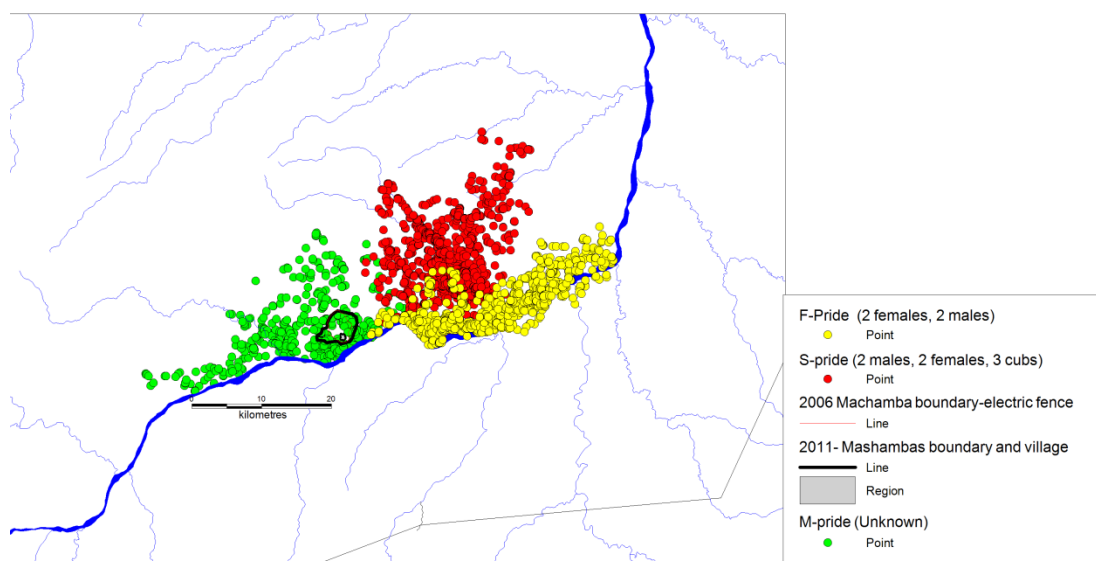 0 10 20
kilometres
F-Pride (2 females, 2 males)
Point
S-pride (2 males, 2 females, 3 cubs)
Point
2006 Machamba boundary-electric fence
Line
2011- Mashambas boundary and village
Line
Region
M-pride (Unknown)
Point